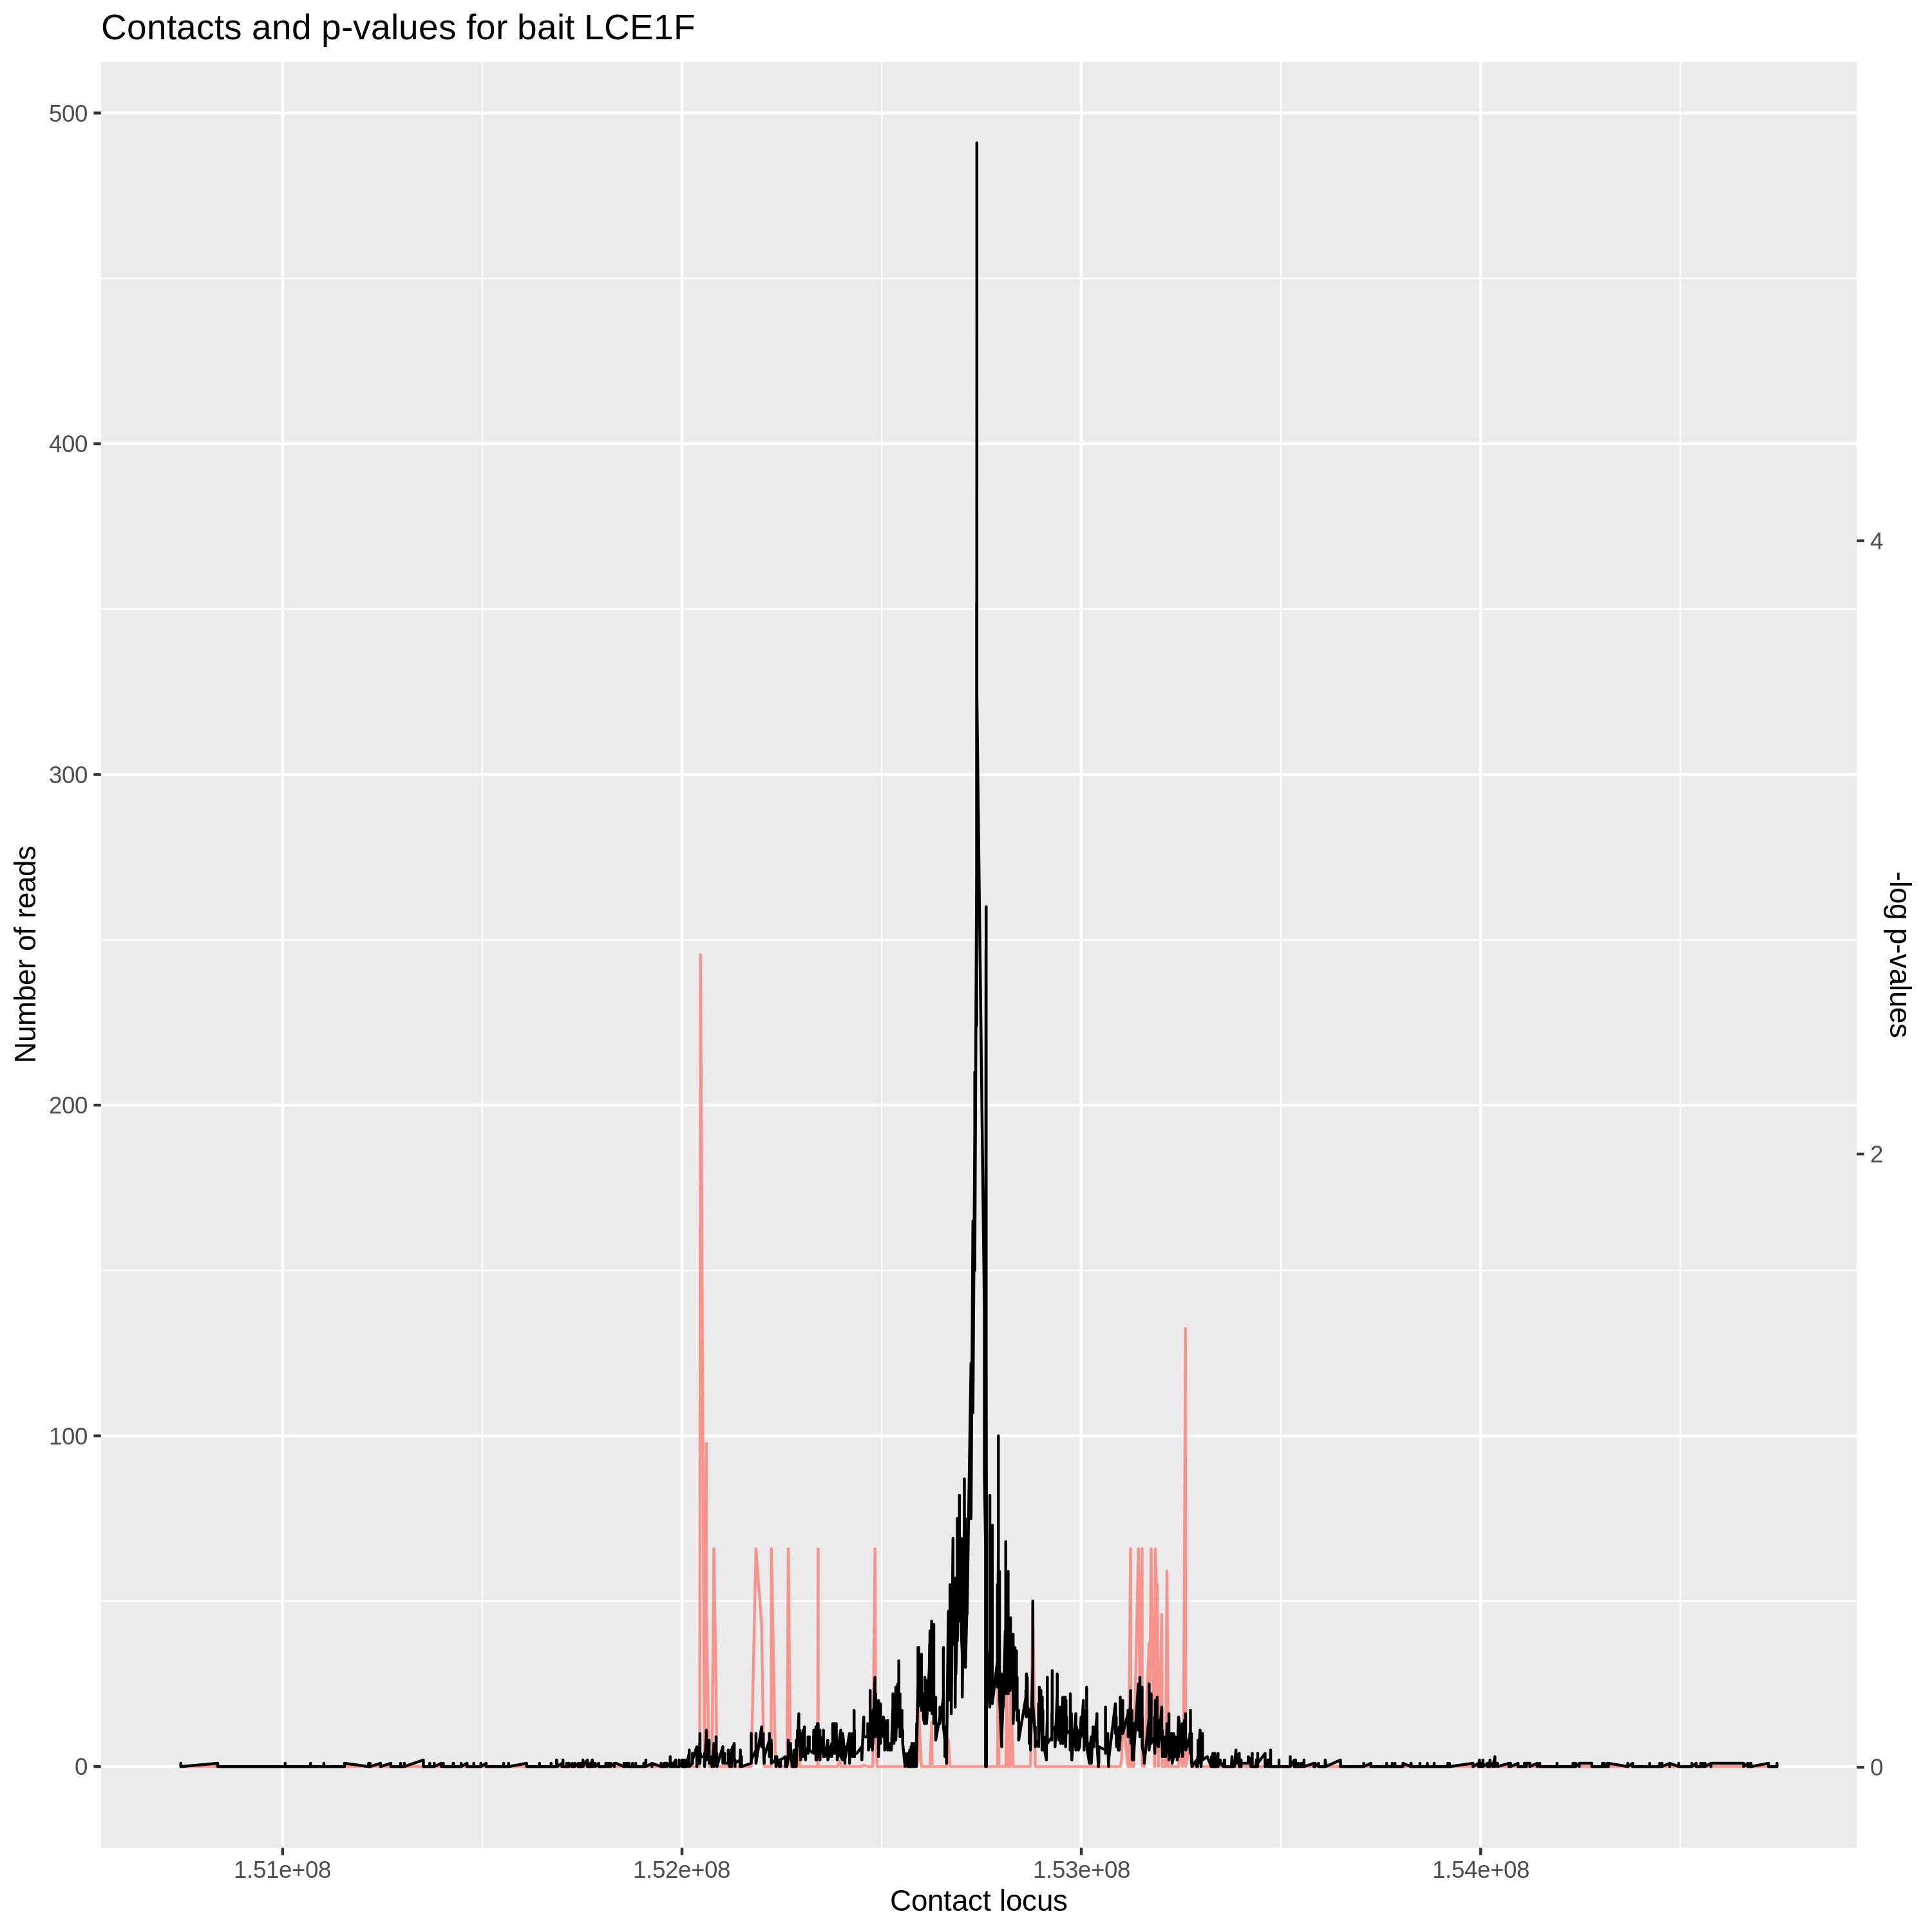 Contacts and p-values for bait LCE1F
500
400
300
200
100
0
Number of reads
4
2
0
-log p-values
1.51e+08
1.52e+08
1.53e+08
1.54e+08
Contact locus